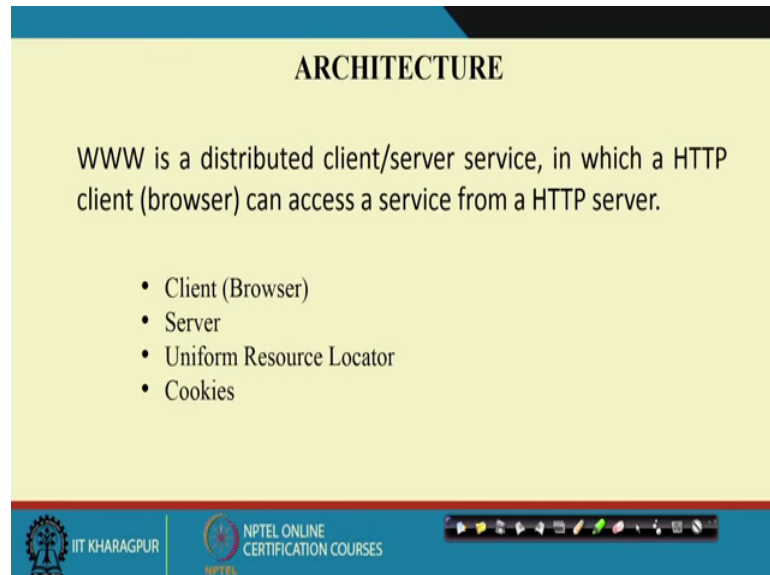 ARCHITECTURE
WWW is a distributed client/server service, in which a HTTP
client (browser) can access a service from a HTTP server.
• Client (Browser)
• Server
• Uniform Resource Locator
• Cookies
IIT KHARAGPUR
NPTEL ONLINE
CERTIFICATION COURSES
NPTEL